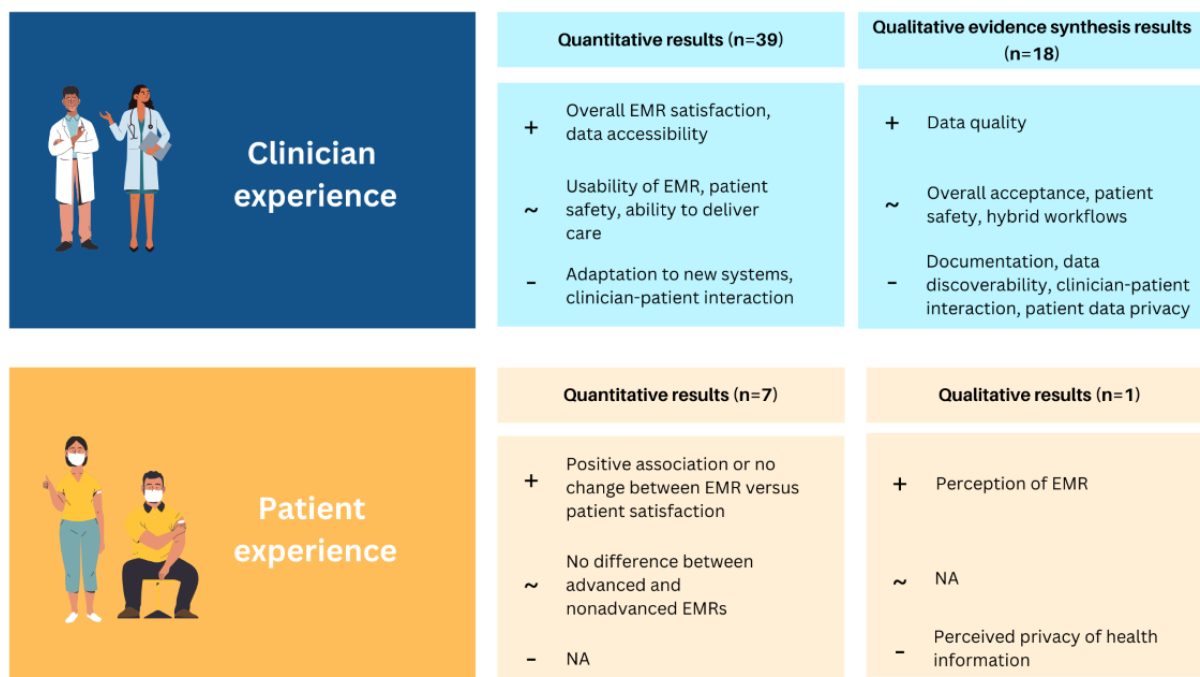 Clinician
experience
Quantitative results (n=39)
+
Overall EMR satisfaction,
data accessibility
~
Usability of EMR, patient
safety, ability to deliver
care
-
Adaptation to new systems,
clinician-patient interaction
Qualitative evidence synthesis results
(n=18)
+
Data quality
~
Overall acceptance, patient
safety, hybrid workflows
-
Documentation, data
discoverability, clinician-patient
interaction, patient data privacy
Patient
experience
Quantitative results (n=7)
+
Positive association or no
change between EMR versus
patient satisfaction
~
No difference between
advanced and
nonadvanced EMRs
-
NA
Qualitative results (n=1)
+
Perception of EMR
~
NA
-
Perceived privacy of health
information